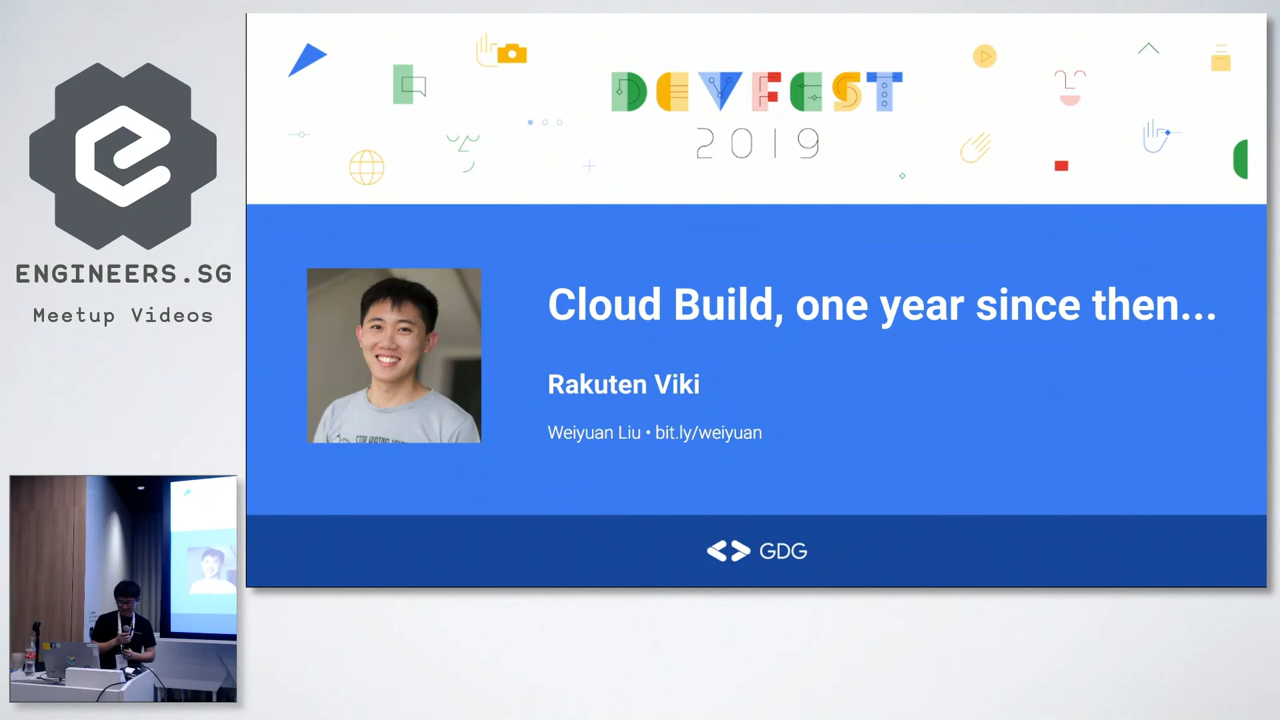 ENGINEERS.SG
Meetup Videos
DEVFEST
2019
Cloud Build, one year since then...
Rakuten Viki
Weiyuan Liu • bit.ly/weiyuan
GDG